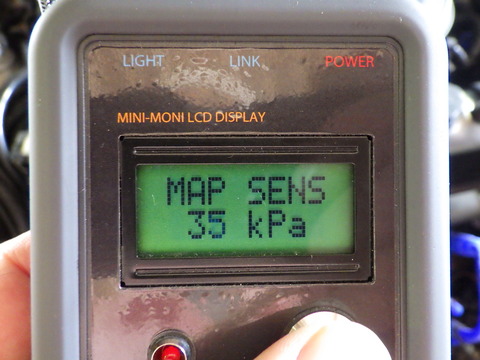 LIGHT LINK POWER
MINI-MONI LCD DISPLAY
MAP SENS
35 kPa